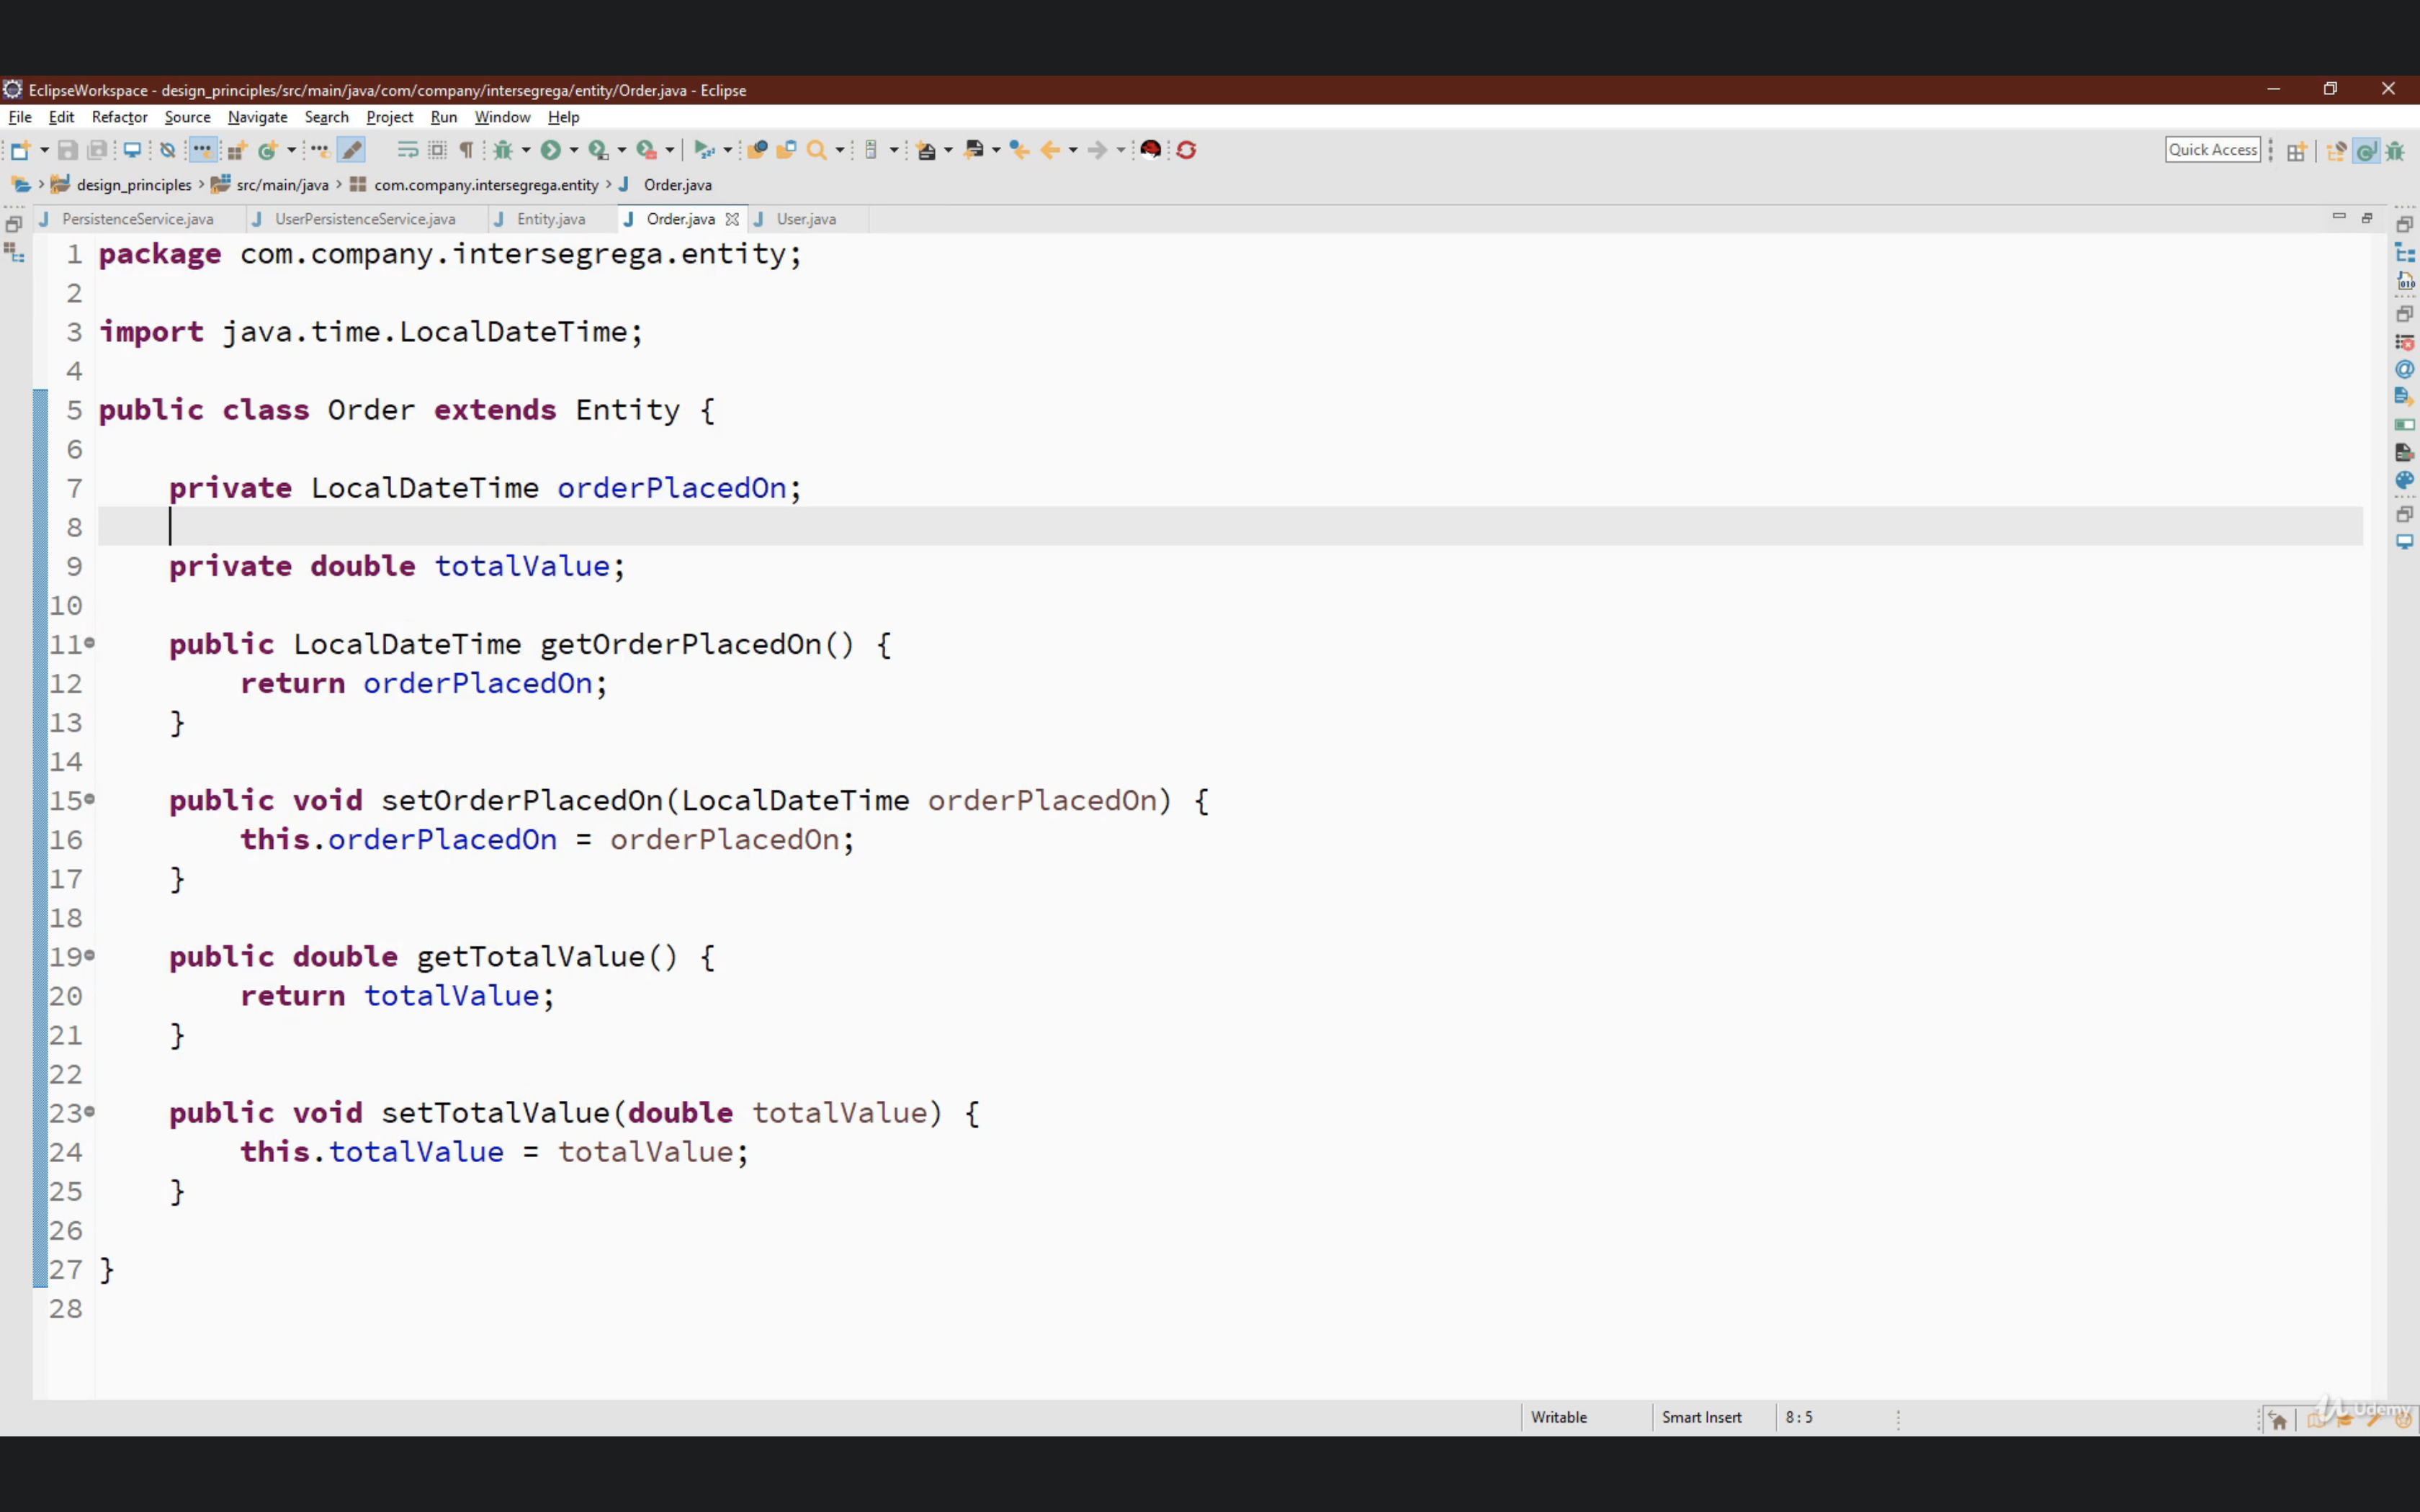 EclipseWorkspace - design_principles/src/main/java/com/company/intersegrega/entity/Order.java - Eclipse
File Edit Refactor Source Navigate Search Project Run Window Help
Quick Access
design_principles src/main/java com.company.intersegrega.entity Order.java
PersistenceService.java UserPersistenceService.java Entity.java Order.java User.java
1 package com.company.intersegrega.entity;
2
3 import java.time.LocalDateTime;
4
5 public class Order extends Entity {
6
7     private LocalDateTime orderPlacedOn;
8
9     private double totalValue;
10
11     public LocalDateTime getOrderPlacedOn() {
12         return orderPlacedOn;
13     }
14
15     public void setOrderPlacedOn(LocalDateTime orderPlacedOn) {
16         this.orderPlacedOn = orderPlacedOn;
17     }
18
19     public double getTotalValue() {
20         return totalValue;
21     }
22
23     public void setTotalValue(double totalValue) {
24         this.totalValue = totalValue;
25     }
26
27 }
28
Writable Smart Insert 8 : 5
Udemy